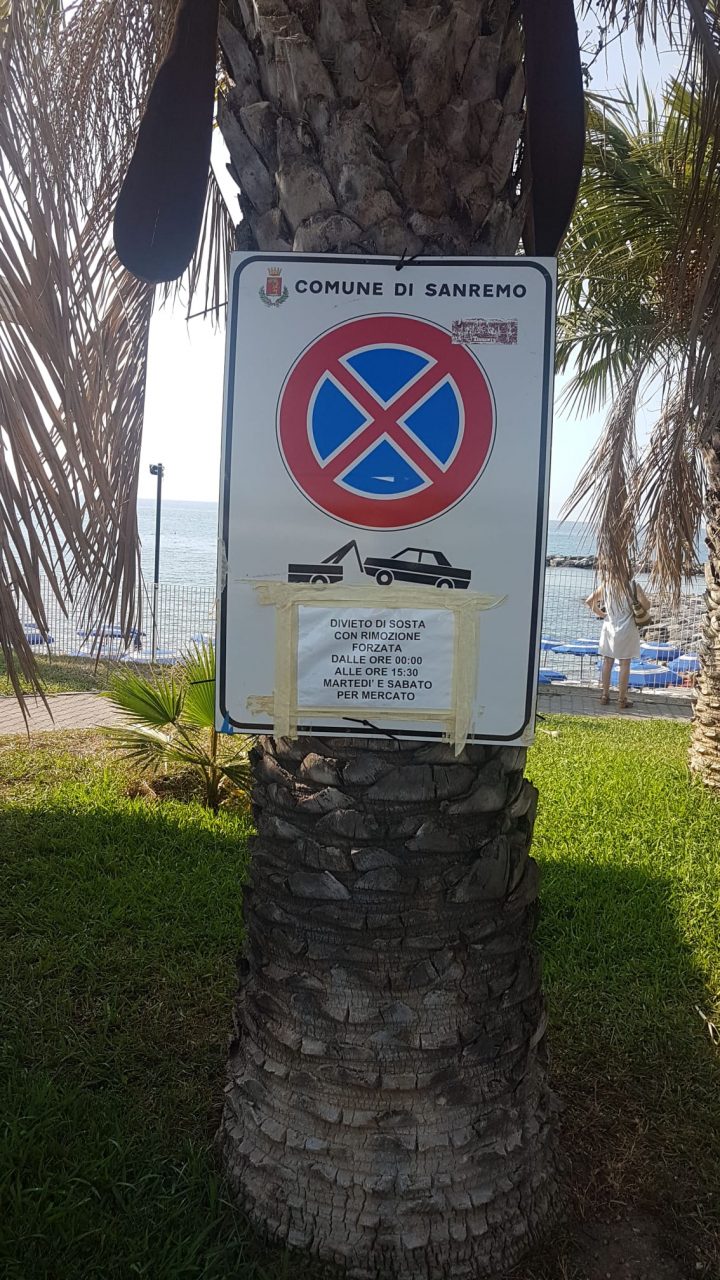 COMUNE DI SANREMO
DIVIETO DI SOSTA
CON RIMOZIONE
FORZATA
DALLE ORE 00:00
ALLE ORE 15:30
MARTEDI' E SABATO
PER MERCATO